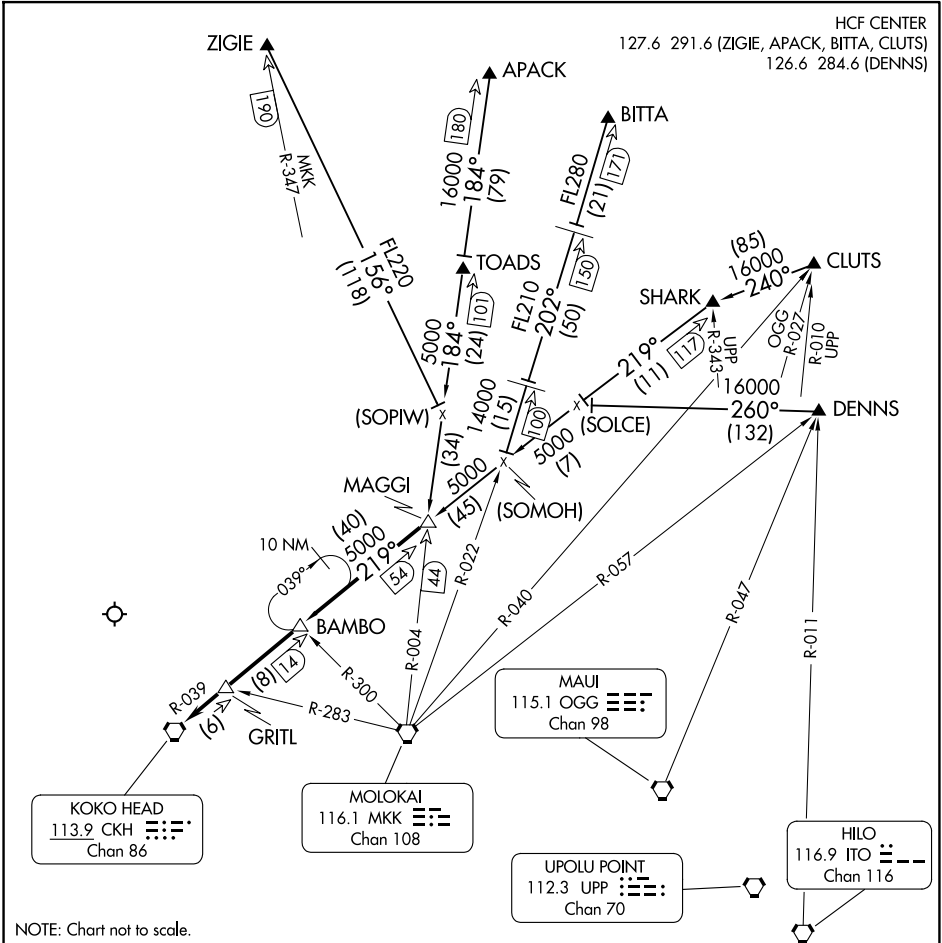 HCF CENTER
127.6 291.6 (ZIGIE, APACK, BITTA, CLUTS)
126.6 284.6 (DENNS)
ZIGIE
APACK
BITTA
190
MKK
R-347
180
16000
184°
(79)
171
FL280
(21)
FL220
156°
(118)
TOADS
101
5000
184°
(24)
150
FL210
202°
(50)
(85)
16000
240°
CLUTS
SHARK
117
219°
(11)
UPP
R-343
OGG
R-027
R-010
UPP
16000
260°
(132)
DENNS
(SOPIW)
14000
(15)
100
(SOLCE)
5000
(7)
(34)
MAGGI
5000
(45)
(SOMOH)
(40)
5000
219°
54
44
10 NM
039°
R-022
R-040
R-057
R-047
R-011
BAMBO
R-004
R-300
(8)
14
R-039
(6)
GRITL
R-283
MAUI
115.1 OGG
Chan 98
KOKO HEAD
113.9 CKH
Chan 86
MOLOKAI
116.1 MKK
Chan 108
UPOLU POINT
112.3 UPP
Chan 70
HILO
116.9 ITO
Chan 116
NOTE: Chart not to scale.